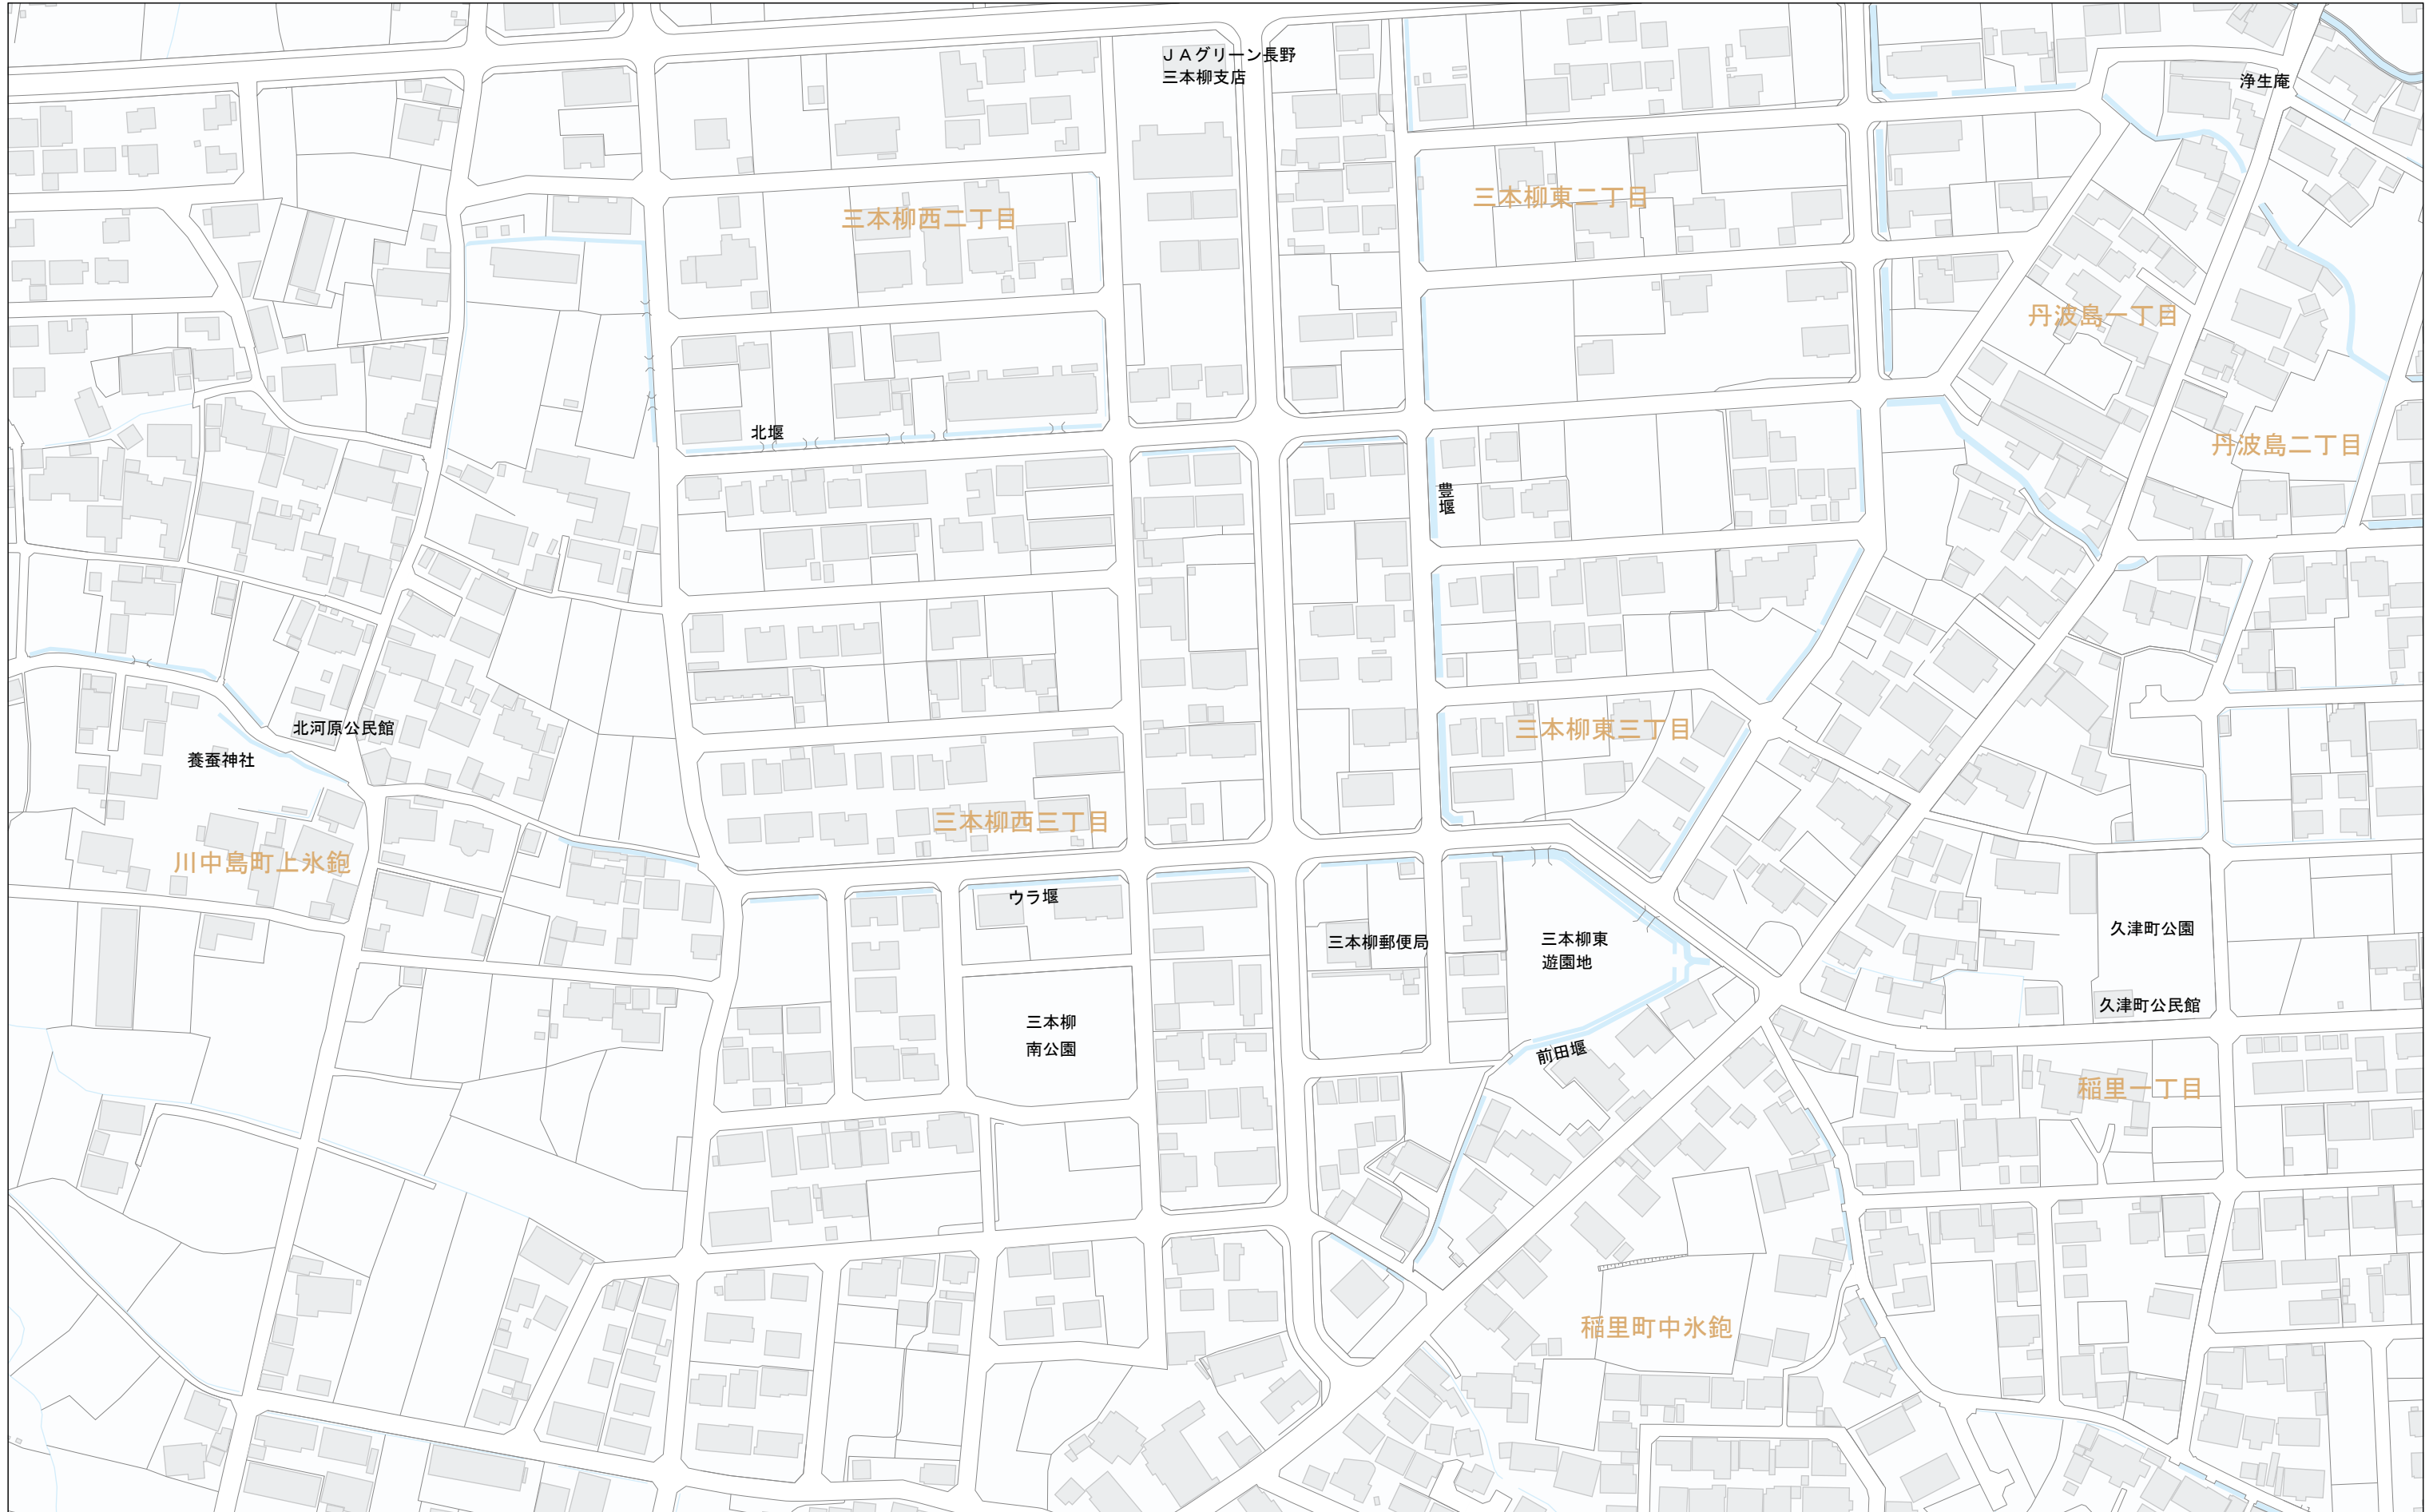 ＪＡグリーン長野
三本柳支店
浄生庵
三本柳西二丁目
三本柳東二丁目
丹波島一丁目
北堰
丹波島二丁目
豊堰
北河原公民館
養蚕神社
三本柳東三丁目
三本柳西三丁目
川中島町上氷鉋
ウラ堰
三本柳郵便局
三本柳東
遊園地
久津町公園
久津町公民館
三本柳
南公園
前田堰
稲里一丁目
稲里町中氷鉋